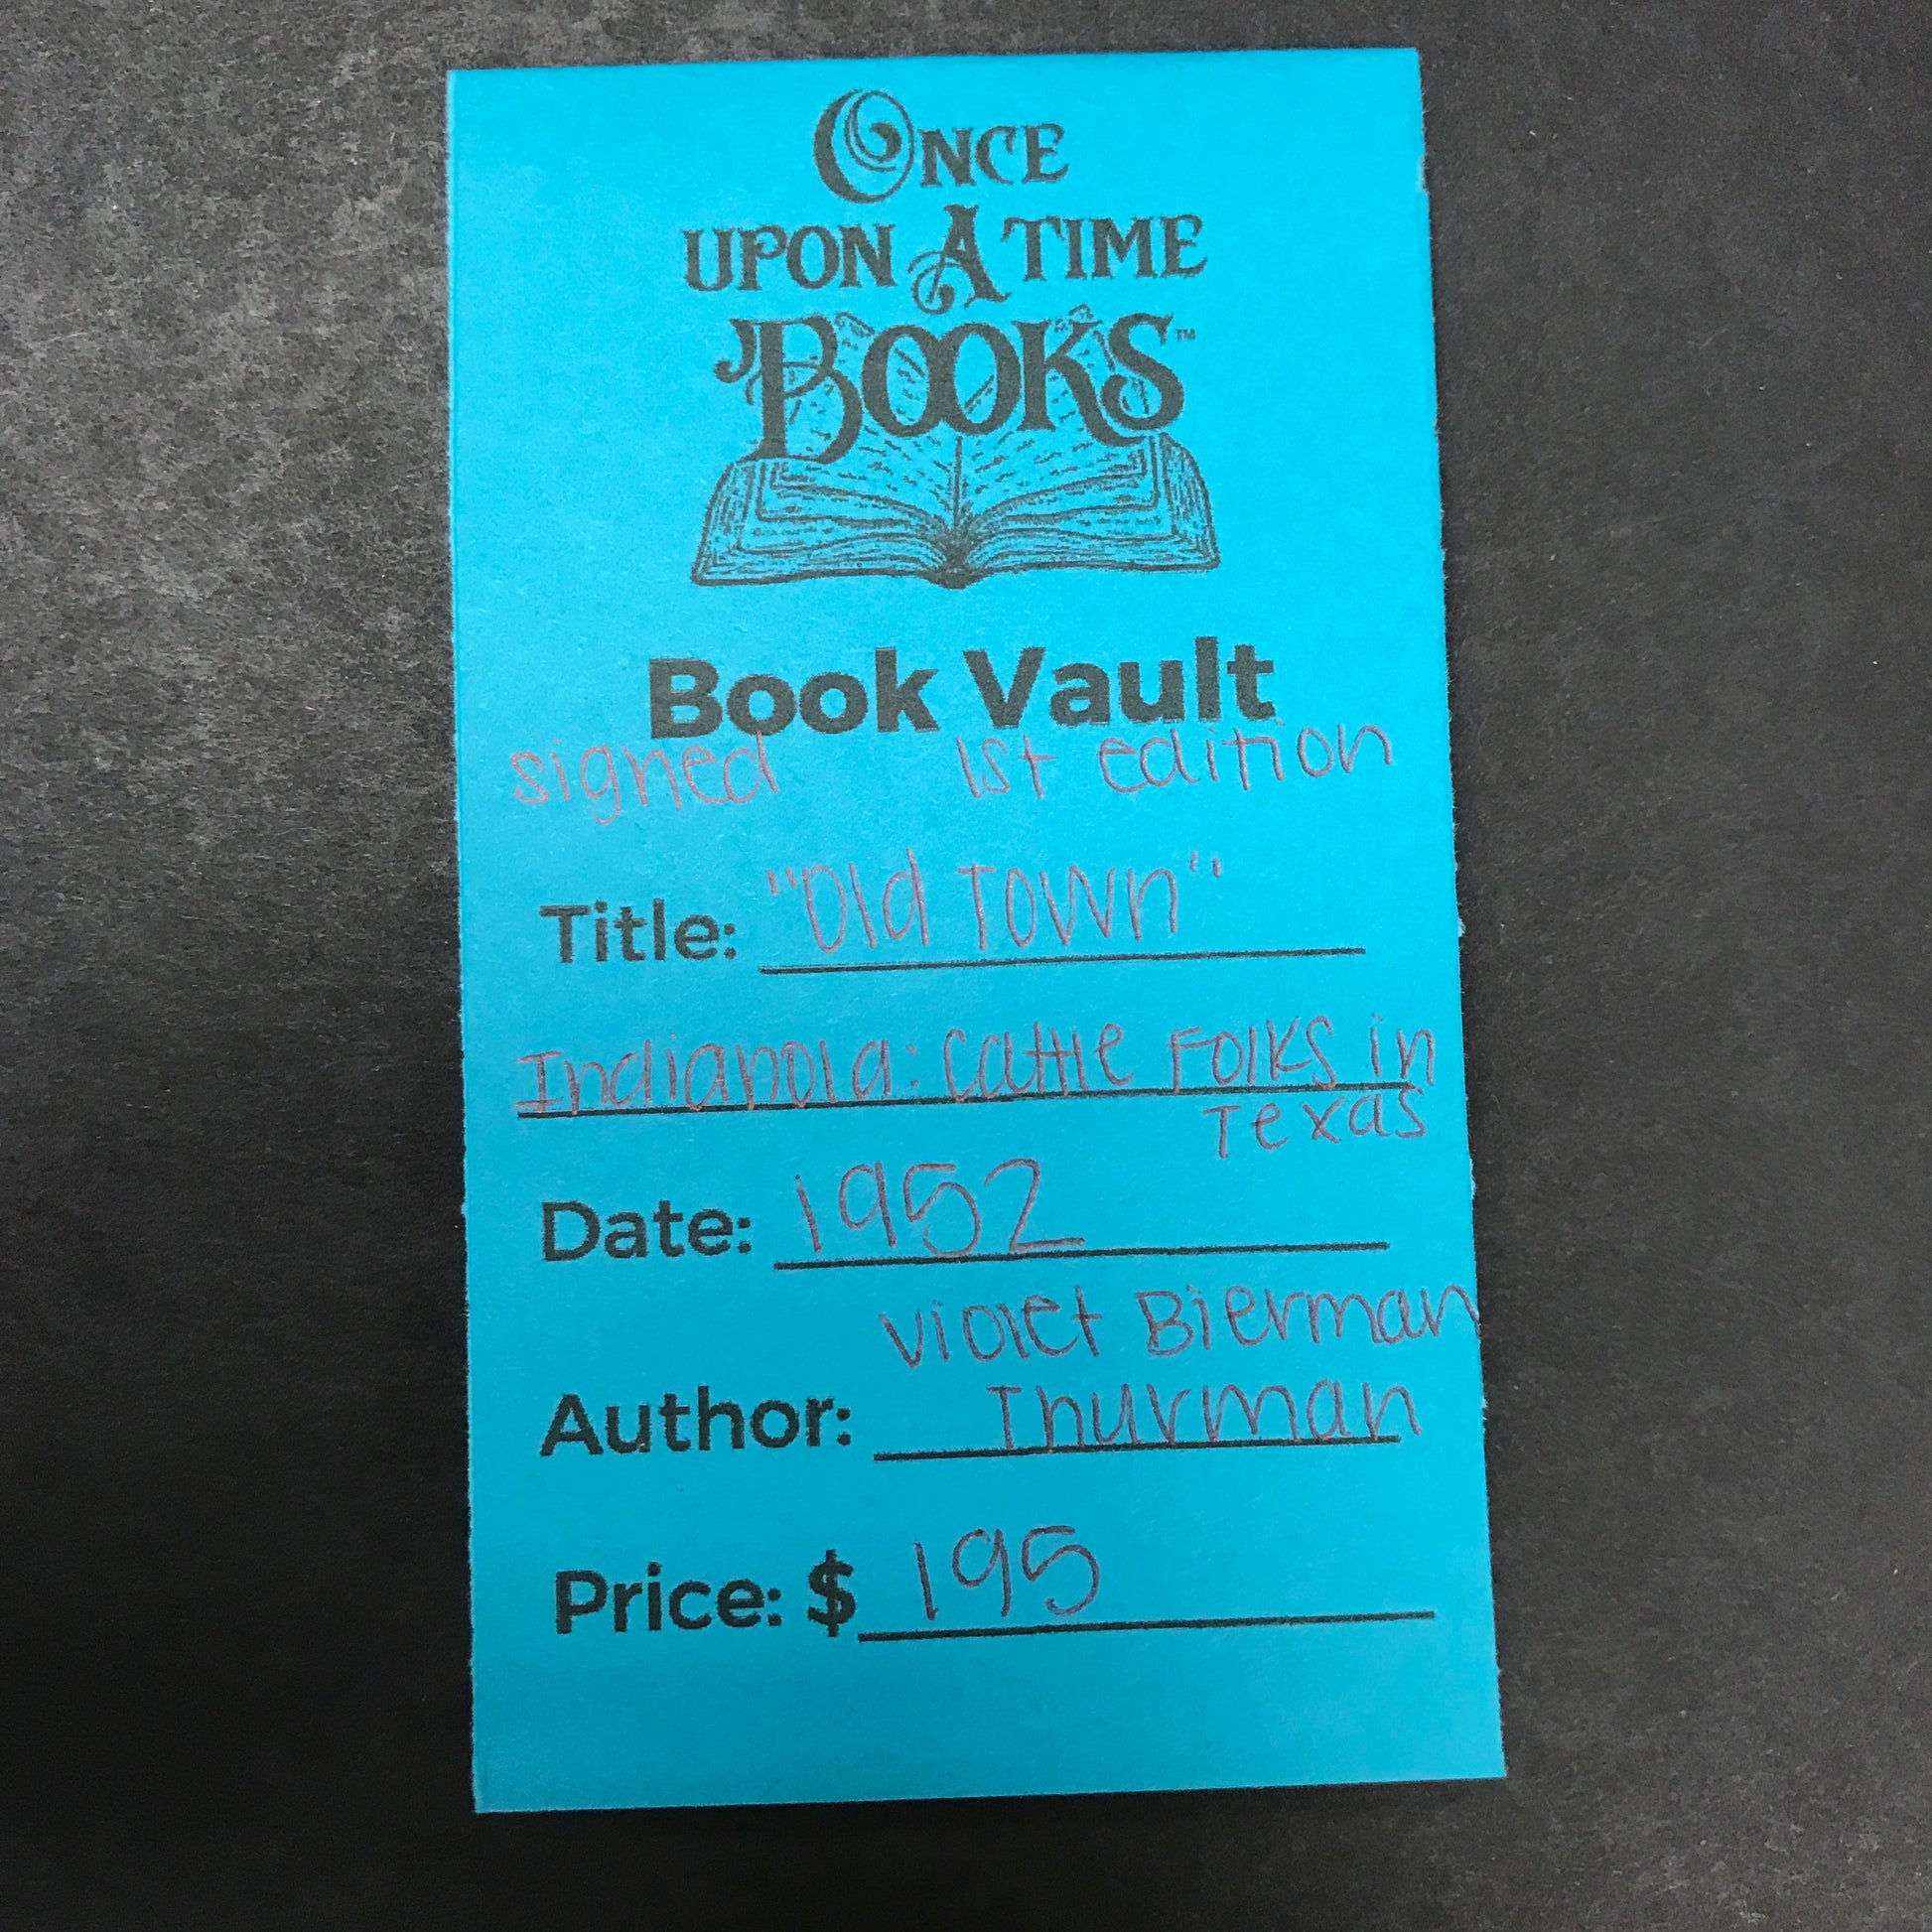 ONCE
UPON A TIME
BOOKS™
Book Vault
signed 1st edition
Title: "Old Town"
Indianola: Cattle Folks in
Texas
Date: 1952
Violet Bierman
Author: Thurman
Price: $ 195